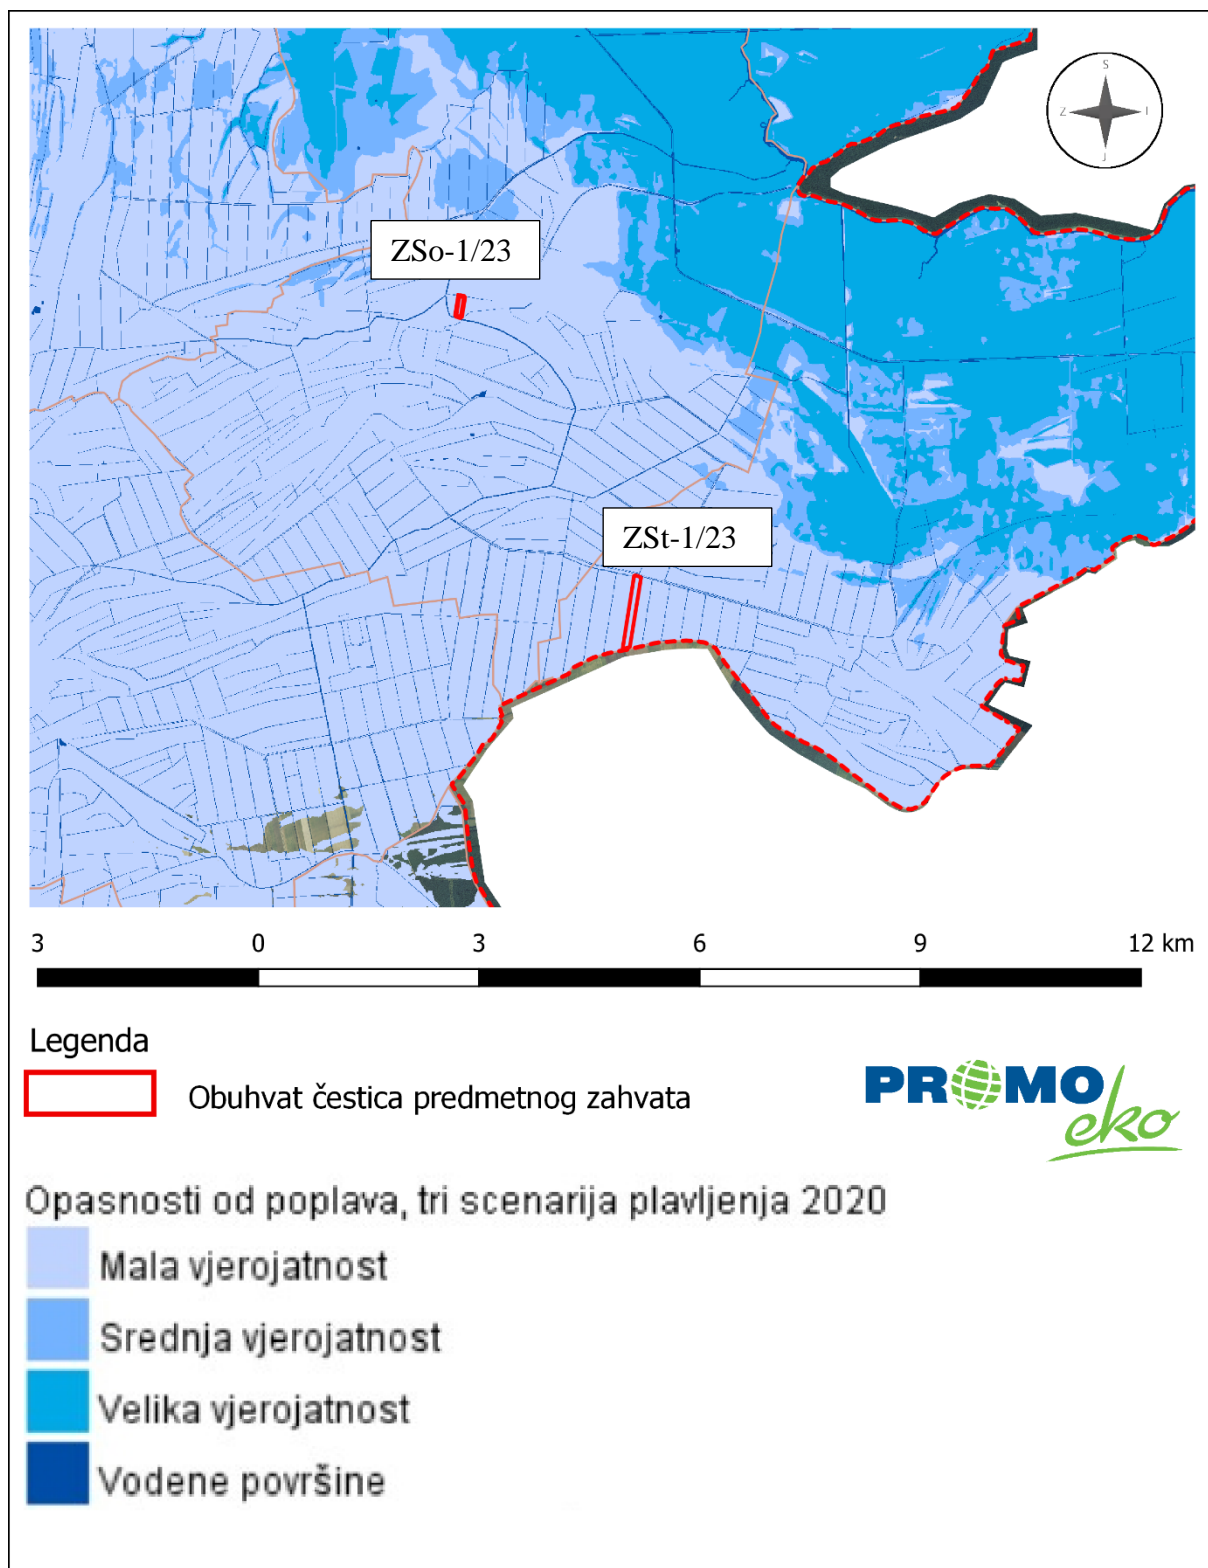 S
Z I
J
ZSo-1/23
ZSt-1/23
3 0 3 6 9 12 km
Legenda
Obuhvat čestica predmetnog zahvata
PROMO
eko
Opasnosti od poplava, tri scenarija plavljenja 2020
Mala vjerojatnost
Srednja vjerojatnost
Velika vjerojatnost
Vodene površine